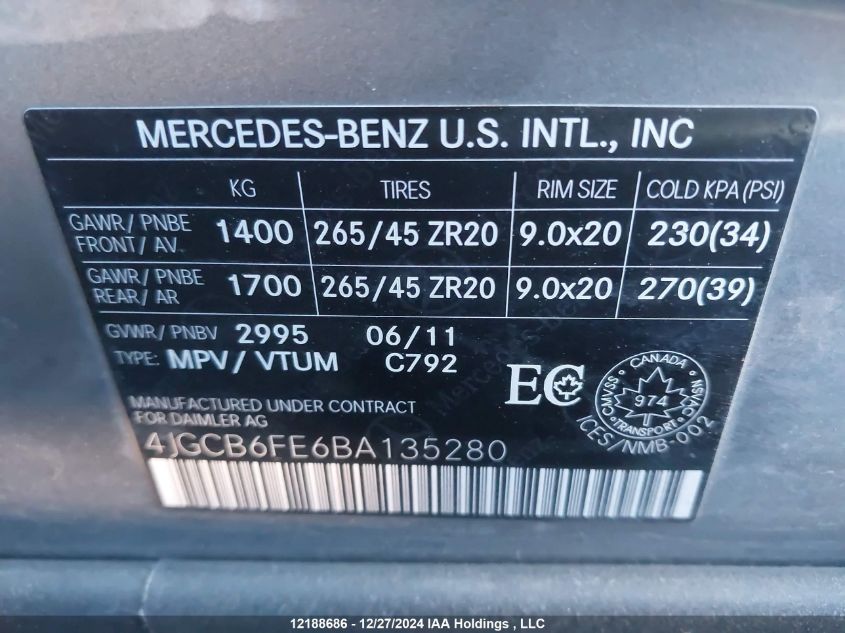 MERCEDES-BENZ U.S. INTL., INC
KG TIRES RIM SIZE COLD KPA (PSI)
GAWR/ PNBE FRONT/ AV. 1400 265/45 ZR20 9.0x20 230(34)
GAWR/ PNBE REAR/ AR 1700 265/45 ZR20 9.0x20 270(39)
GVWR/ PNBV 2995 06/11
TYPE: MPV/ VTUM C792
EC
CANADA
974
TRANSPORT
ICES/NMB-002
MANUFACTURED UNDER CONTRACT
FOR DAIMLER AG
4JGCB6FE6BA135280
12188686 - 12/27/2024 IAA Holdings , LLC